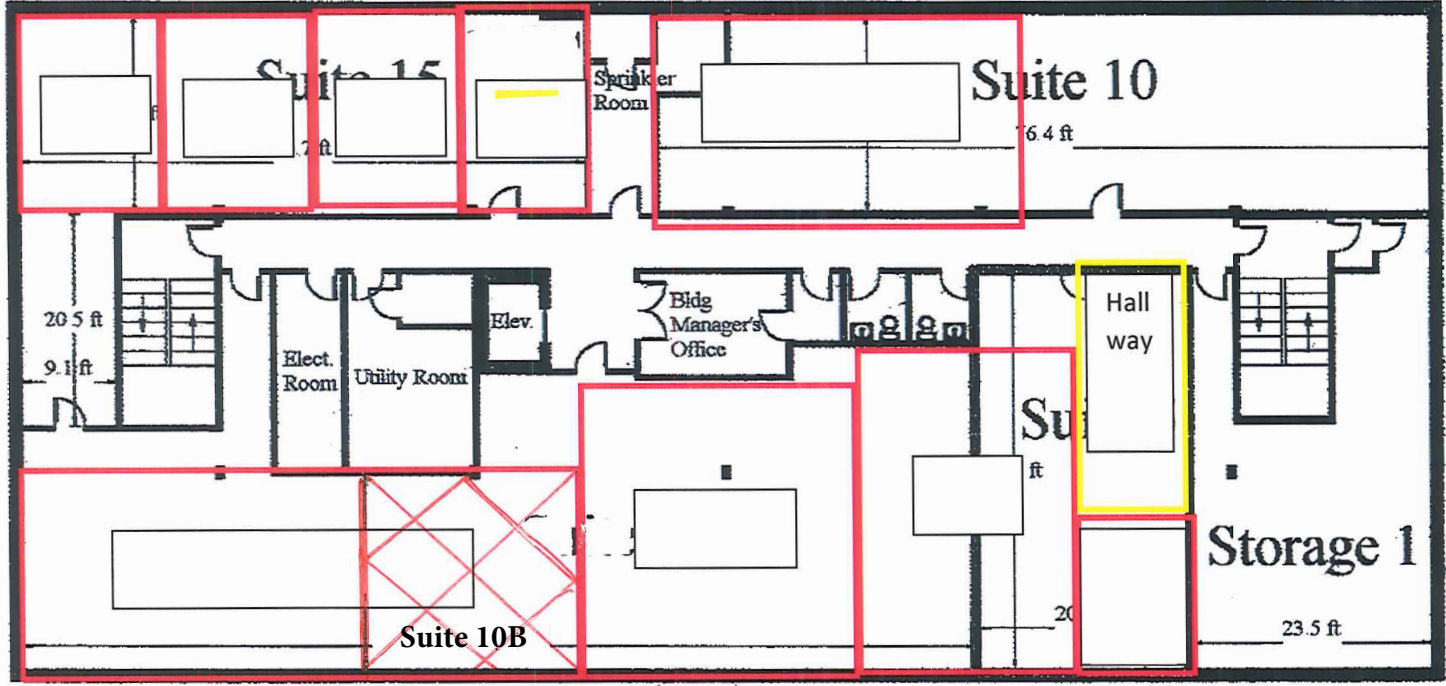 Suite 15
Sprinkler
Room
Suite 10
76.4 ft
20.5 ft
9.1 ft
Elect.
Room
Utility Room
Elev.
Bldg
Manager's
Office
Hall
way
ft
Storage 1
23.5 ft
Suite 10B